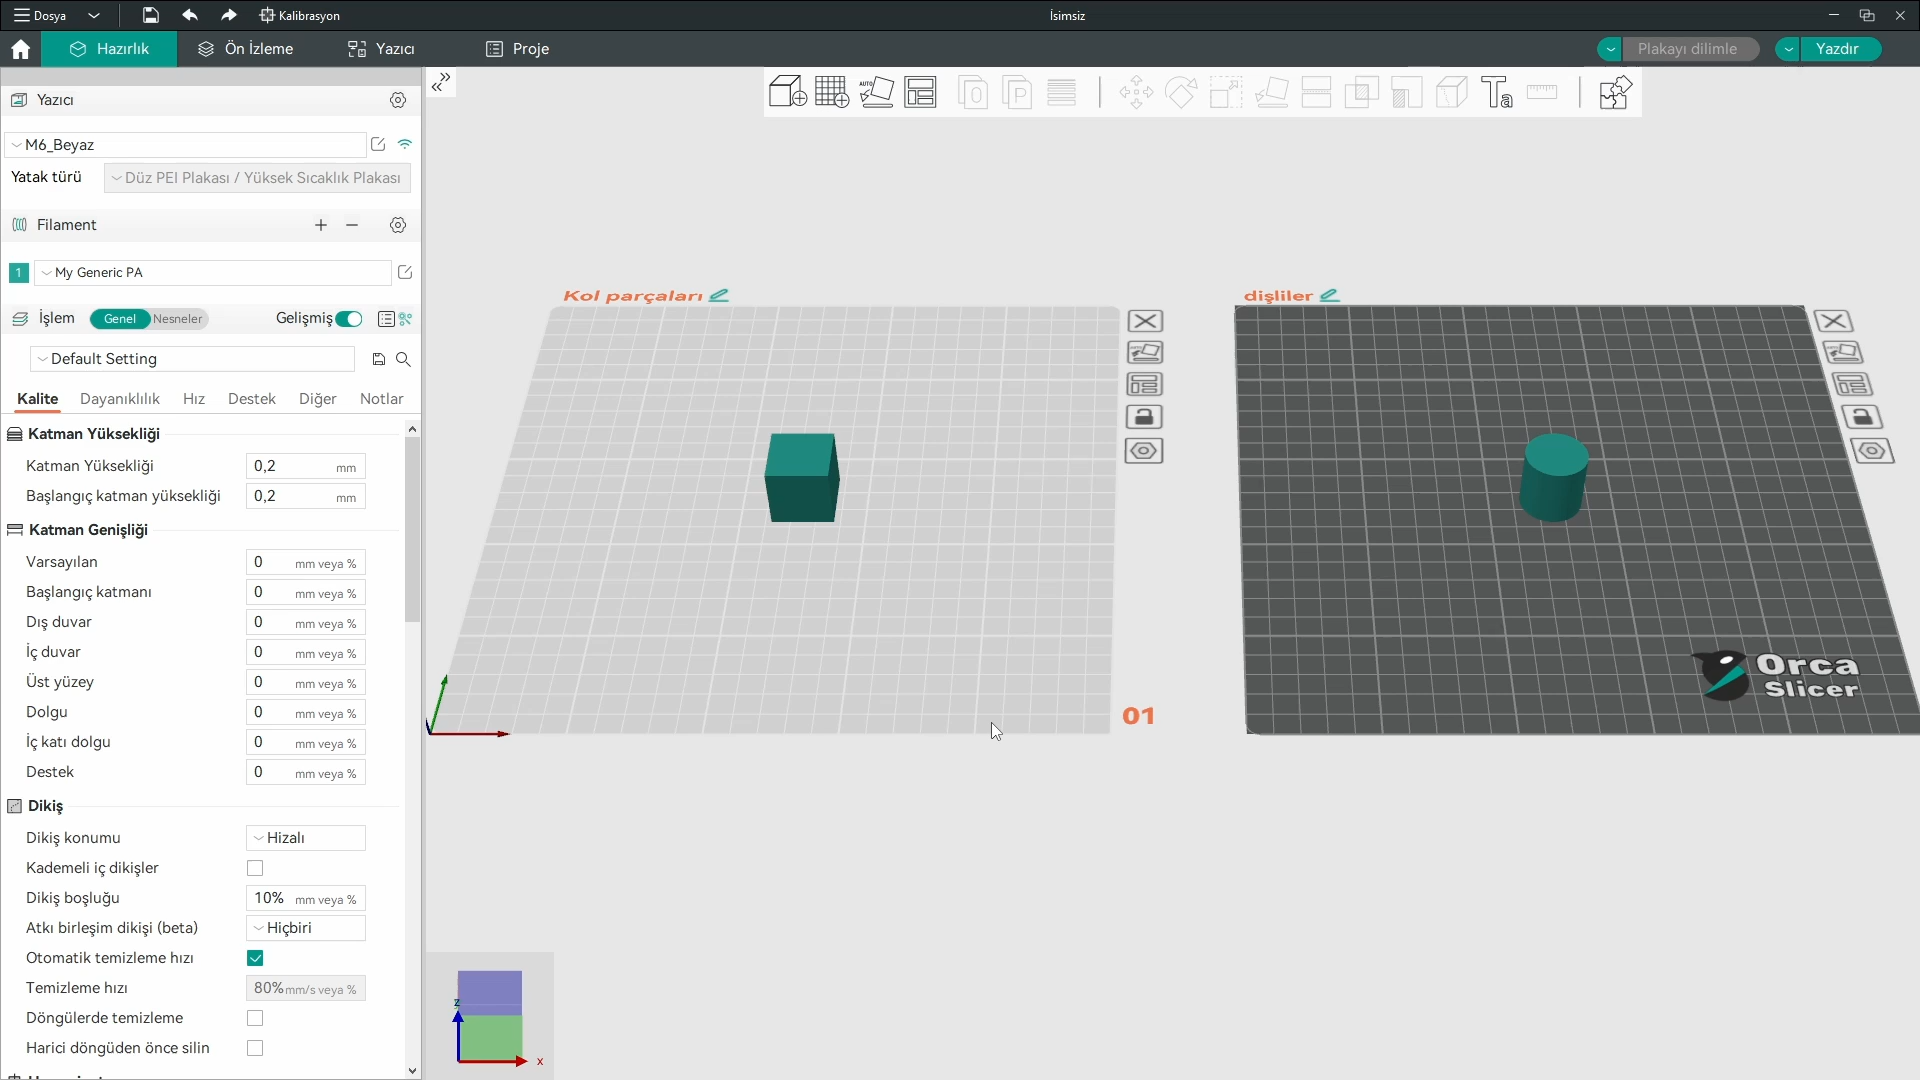 Dosya
Kalibrasyon
İsimsiz
Hazırlık
Ön İzleme
Yazıcı
Proje
Plakayı dilimle
Yazdır
Yazıcı
M6_Beyaz
Yatak türü
Düz PEI Plakası / Yüksek Sıcaklık Plakası
Filament
1
My Generic PA
İşlem
Genel
Nesneler
Gelişmiş
Default Setting
Kalite
Dayanıklılık
Hız
Destek
Diğer
Notlar
Katman Yüksekliği
Katman Yüksekliği 0,2 mm
Başlangıç katman yüksekliği 0,2 mm
Katman Genişliği
Varsayılan 0 mm veya %
Başlangıç katmanı 0 mm veya %
Dış duvar 0 mm veya %
İç duvar 0 mm veya %
Üst yüzey 0 mm veya %
Dolgu 0 mm veya %
İç katı dolgu 0 mm veya %
Destek 0 mm veya %
Dikiş
Dikiş konumu Hizalı
Kademeli iç dikişler
Dikiş boşluğu 10% mm veya %
Atkı birleşim dikişi (beta) Hiçbiri
Otomatik temizleme hızı
Temizleme hızı 80% mm/s veya %
Döngülerde temizleme
Harici döngüden önce silin
AUTO
O
P
Ta
Kol parçaları
dişliler
01
Orca
Slicer
z
x